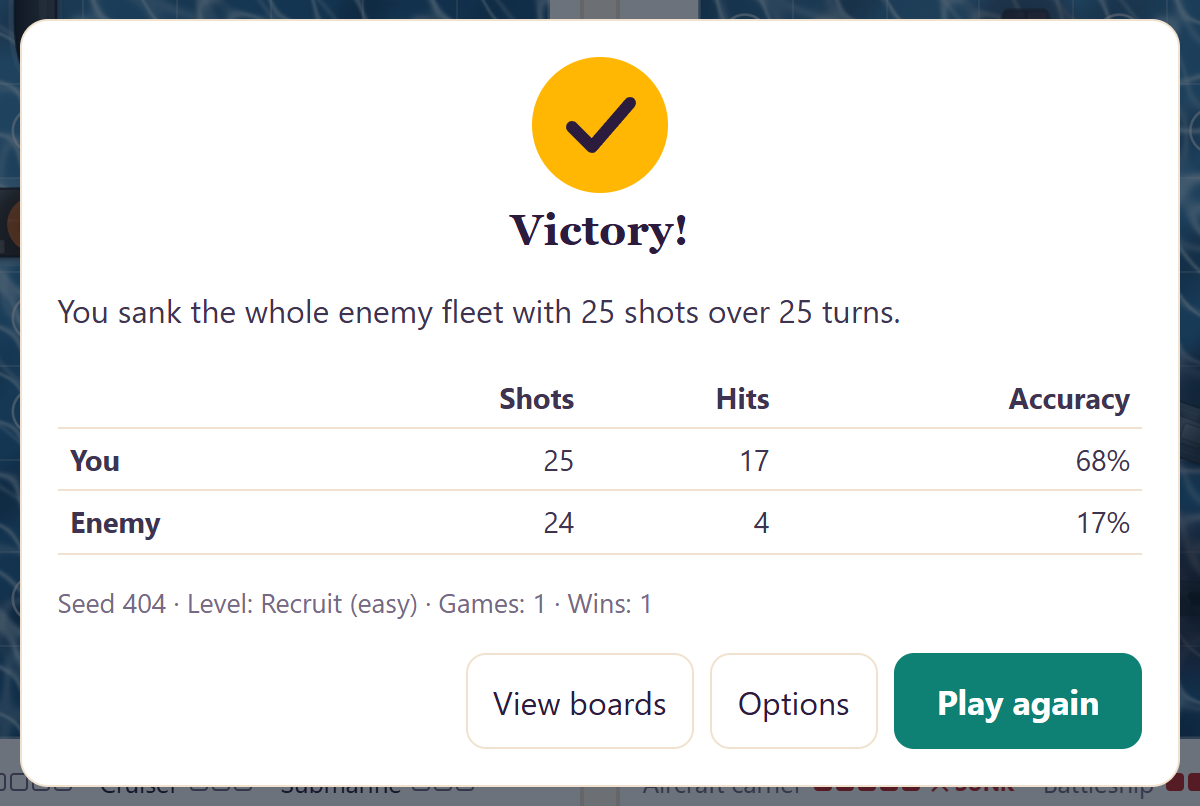 Victory!
You sank the whole enemy fleet with 25 shots over 25 turns.
Shots Hits Accuracy
You 25 17 68%
Enemy 24 4 17%
Seed 404 · Level: Recruit (easy) · Games: 1 · Wins: 1
View boards Options Play again
Cruiser Submarine Aircraft carrier SUNK Battleship